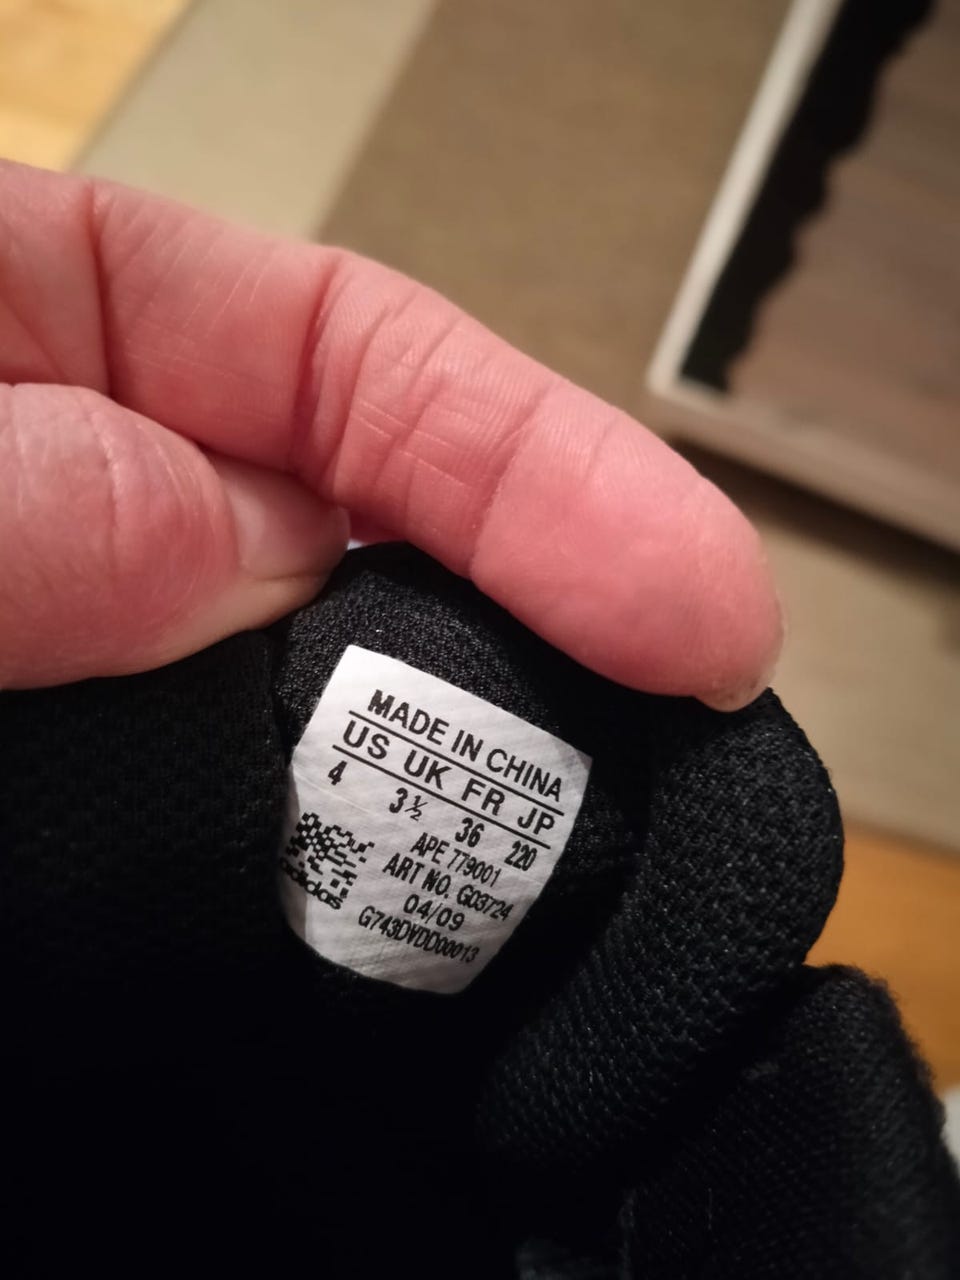 MADE IN CHINA
US UK FR JP
4 3½ 36 220
APE 779001
ART NO. G03724
04/09
G743DVDD00013
adidas